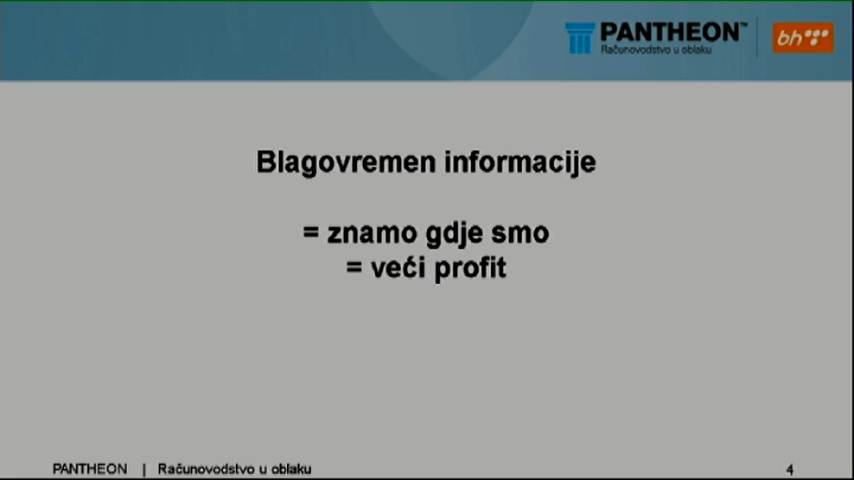 PANTHEON™
Računovodstvo u oblaku
bh
Blagovremen informacije
= znamo gdje smo
= veći profit
PANTHEON | Računovodstvo u oblaku
4